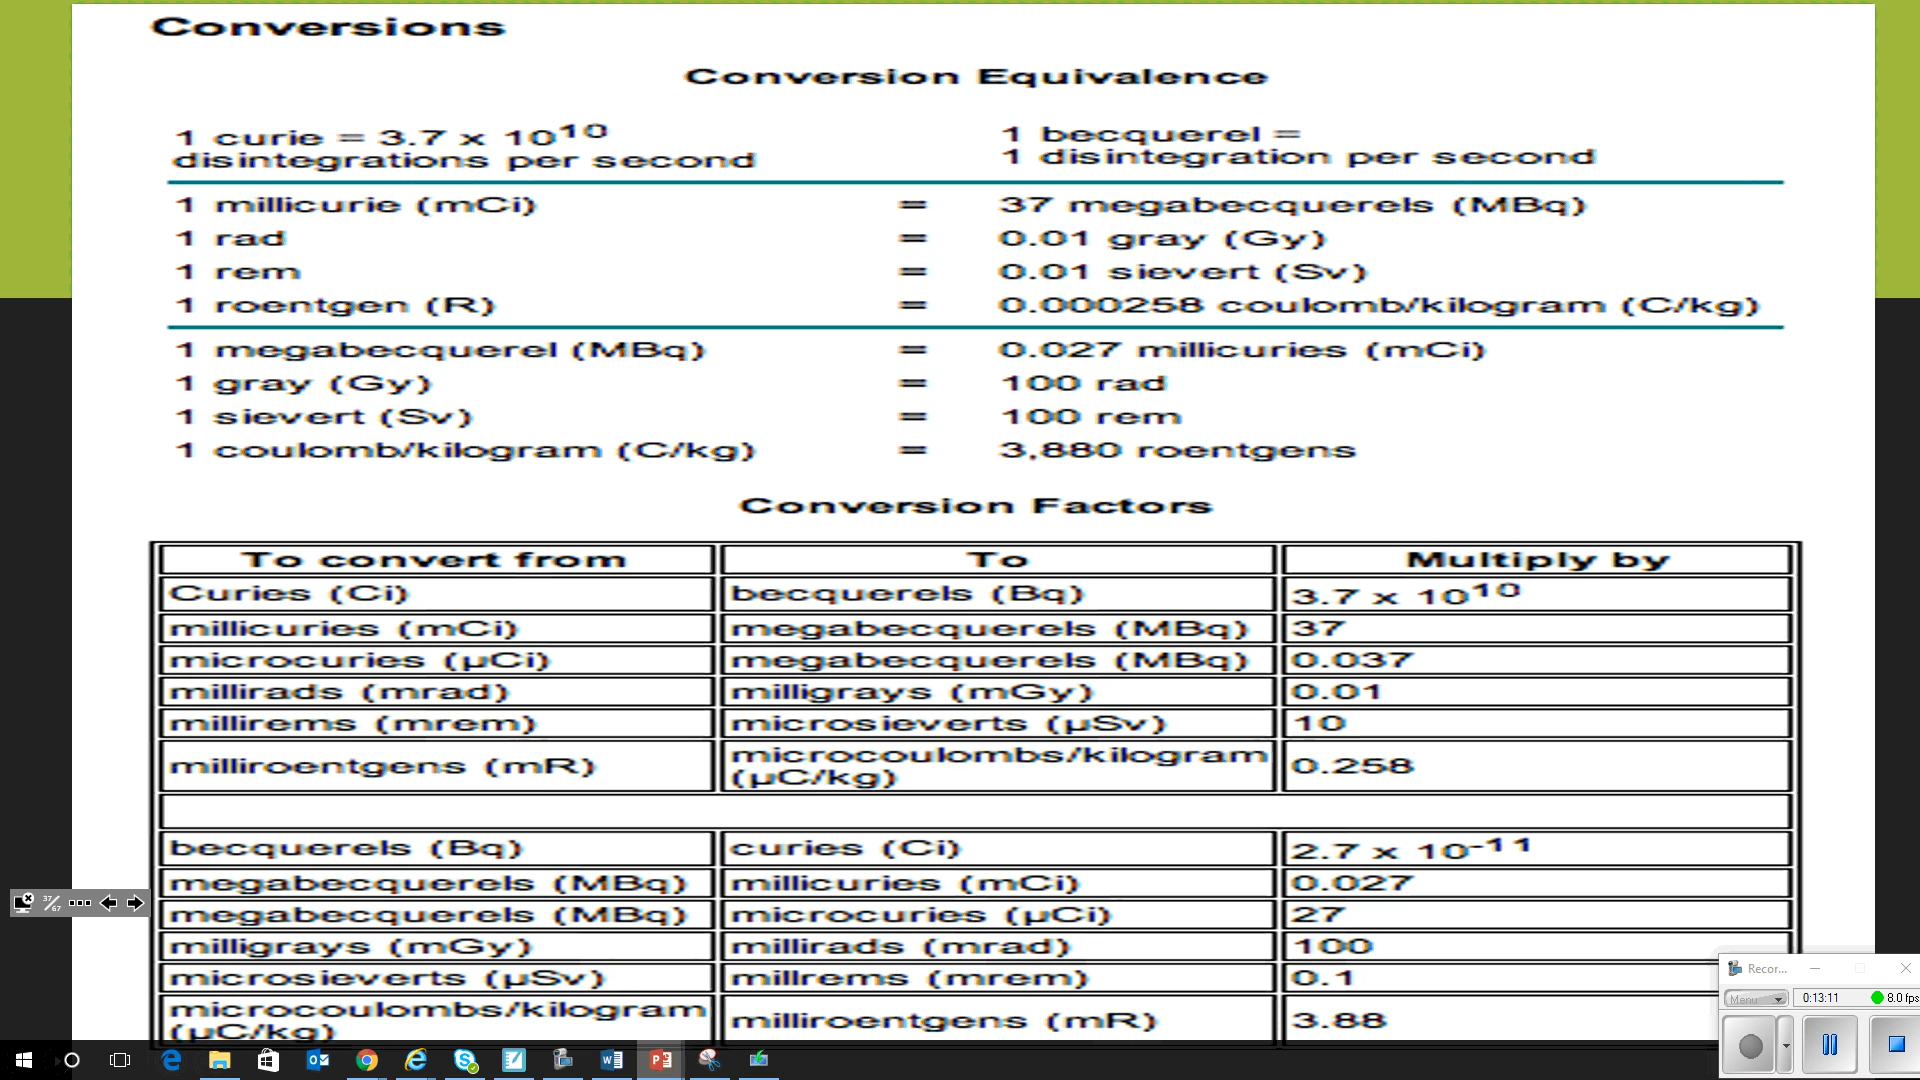 Conversions
Conversion Equivalence
1 curie = 3.7 x 10¹⁰ 1 becquerel =
disintegrations per second 1 disintegration per second
1 millicurie (mCi) = 37 megabecquerels (MBq)
1 rad = 0.01 gray (Gy)
1 rem = 0.01 sievert (Sv)
1 roentgen (R) = 0.000258 coulomb/kilogram (C/kg)
1 megabecquerel (MBq) = 0.027 millicuries (mCi)
1 gray (Gy) = 100 rad
1 sievert (Sv) = 100 rem
1 coulomb/kilogram (C/kg) = 3,880 roentgens
Conversion Factors
To convert from To Multiply by
Curies (Ci) becquerels (Bq) 3.7 x 10¹⁰
millicuries (mCi) megabecquerels (MBq) 37
microcuries (µCi) megabecquerels (MBq) 0.037
millirads (mrad) milligrays (mGy) 0.01
millirems (mrem) microsieverts (µSv) 10
milliroentgens (mR) microcoulombs/kilogram (µC/kg) 0.258
becquerels (Bq) curies (Ci) 2.7 x 10⁻¹¹
megabecquerels (MBq) millicuries (mCi) 0.027
megabecquerels (MBq) microcuries (µCi) 27
milligrays (mGy) millirads (mrad) 100
microsieverts (µSv) millrems (mrem) 0.1
microcoulombs/kilogram (µC/kg) milliroentgens (mR) 3.88
37/67
Recor...
Menu 0:13:11 8.0 fps